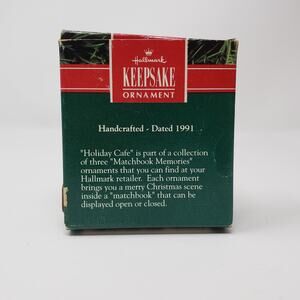 Hallmark
KEEPSAKE
ORNAMENT
Handcrafted - Dated 1991
"Holiday Cafe" is part of a collection
of three "Matchbook Memories"
ornaments that you can find at your
Hallmark retailer. Each ornament
brings you a merry Christmas scene
inside a "matchbook" that can be
displayed open or closed.